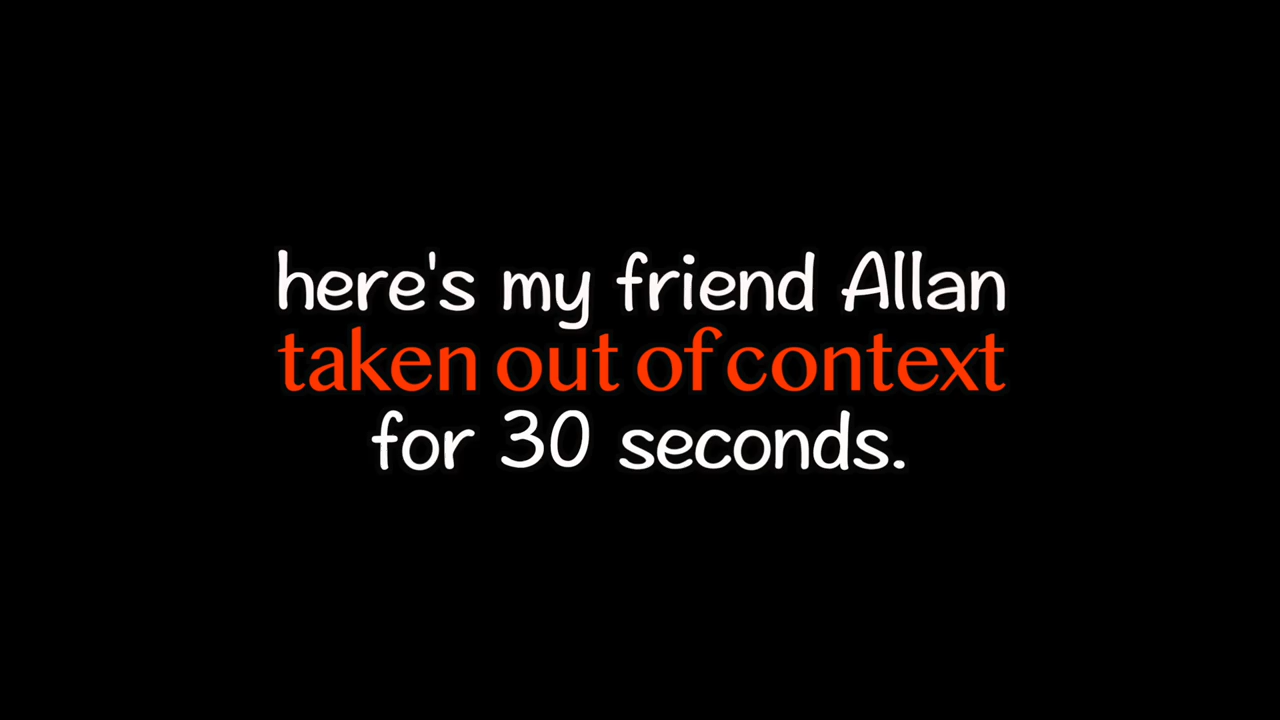 here's my friend Allan
taken out of context
for 30 seconds.